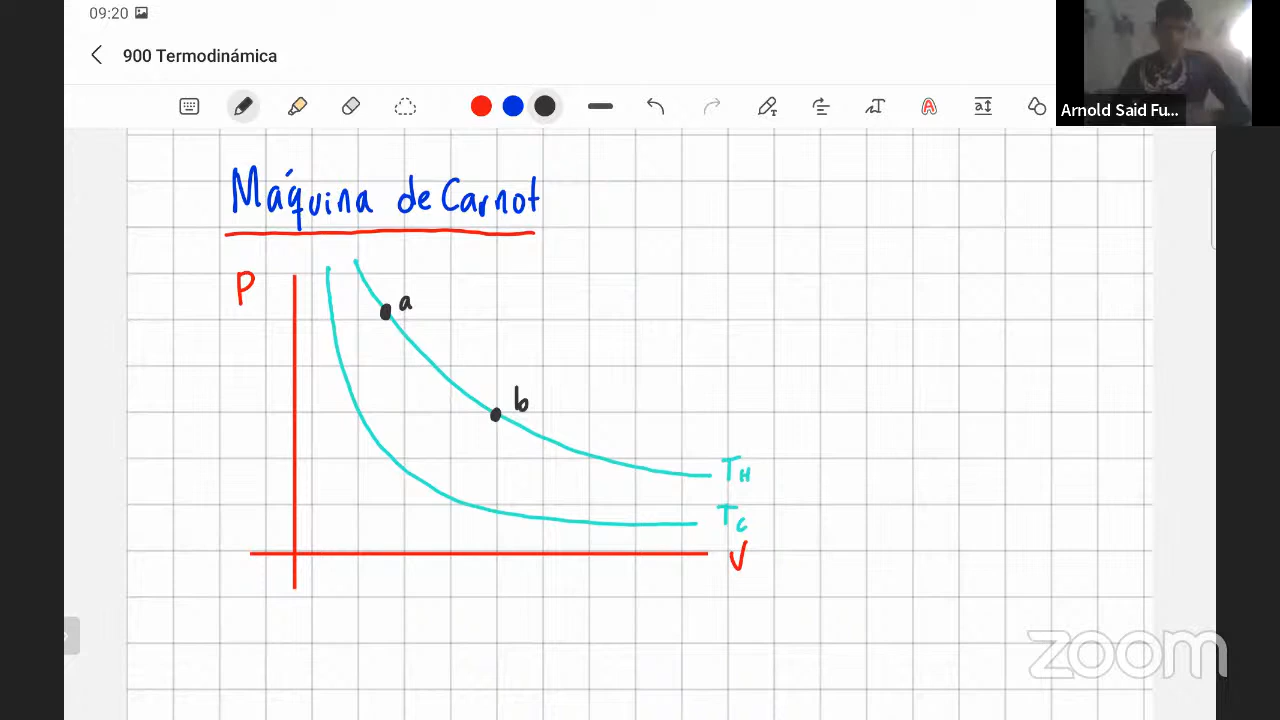 09:20
900 Termodinámica
Arnold Said Fu...
Máquina de Carnot
P
a
b
TH
TC
V
zoom